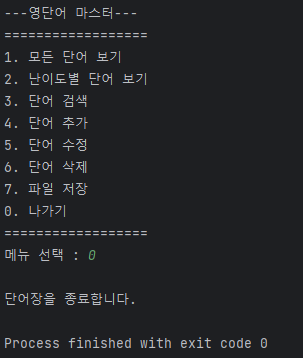 ---영단어 마스터---
==================
1. 모든 단어 보기
2. 난이도별 단어 보기
3. 단어 검색
4. 단어 추가
5. 단어 수정
6. 단어 삭제
7. 파일 저장
0. 나가기
==================
메뉴 선택 : 0
단어장을 종료합니다.
Process finished with exit code 0